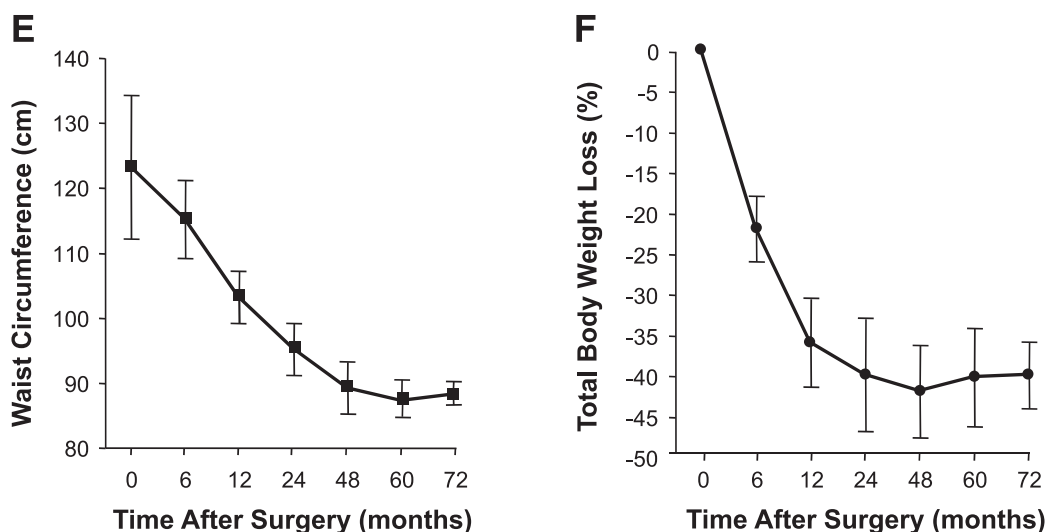 E
Waist Circumference (cm)
140
130
120
110
100
90
80
0 6 12 24 48 60 72
Time After Surgery (months)
F
Total Body Weight Loss (%)
0
-5
-10
-15
-20
-25
-30
-35
-40
-45
-50
0 6 12 24 48 60 72
Time After Surgery (months)